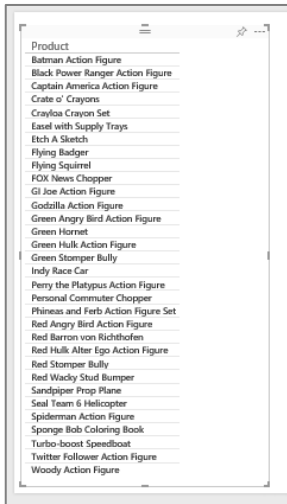 Product
Batman Action Figure
Black Power Ranger Action Figure
Captain America Action Figure
Crate o' Crayons
Crayloa Crayon Set
Easel with Supply Trays
Etch A Sketch
Flying Badger
Flying Squirrel
FOX News Chopper
GI Joe Action Figure
Godzilla Action Figure
Green Angry Bird Action Figure
Green Hornet
Green Hulk Action Figure
Green Stomper Bully
Indy Race Car
Perry the Platypus Action Figure
Personal Commuter Chopper
Phineas and Ferb Action Figure Set
Red Angry Bird Action Figure
Red Barron von Richthofen
Red Hulk Alter Ego Action Figure
Red Stomper Bully
Red Wacky Stud Bumper
Sandpiper Prop Plane
Seal Team 6 Helicopter
Spiderman Action Figure
Sponge Bob Coloring Book
Turbo-boost Speedboat
Twitter Follower Action Figure
Woody Action Figure